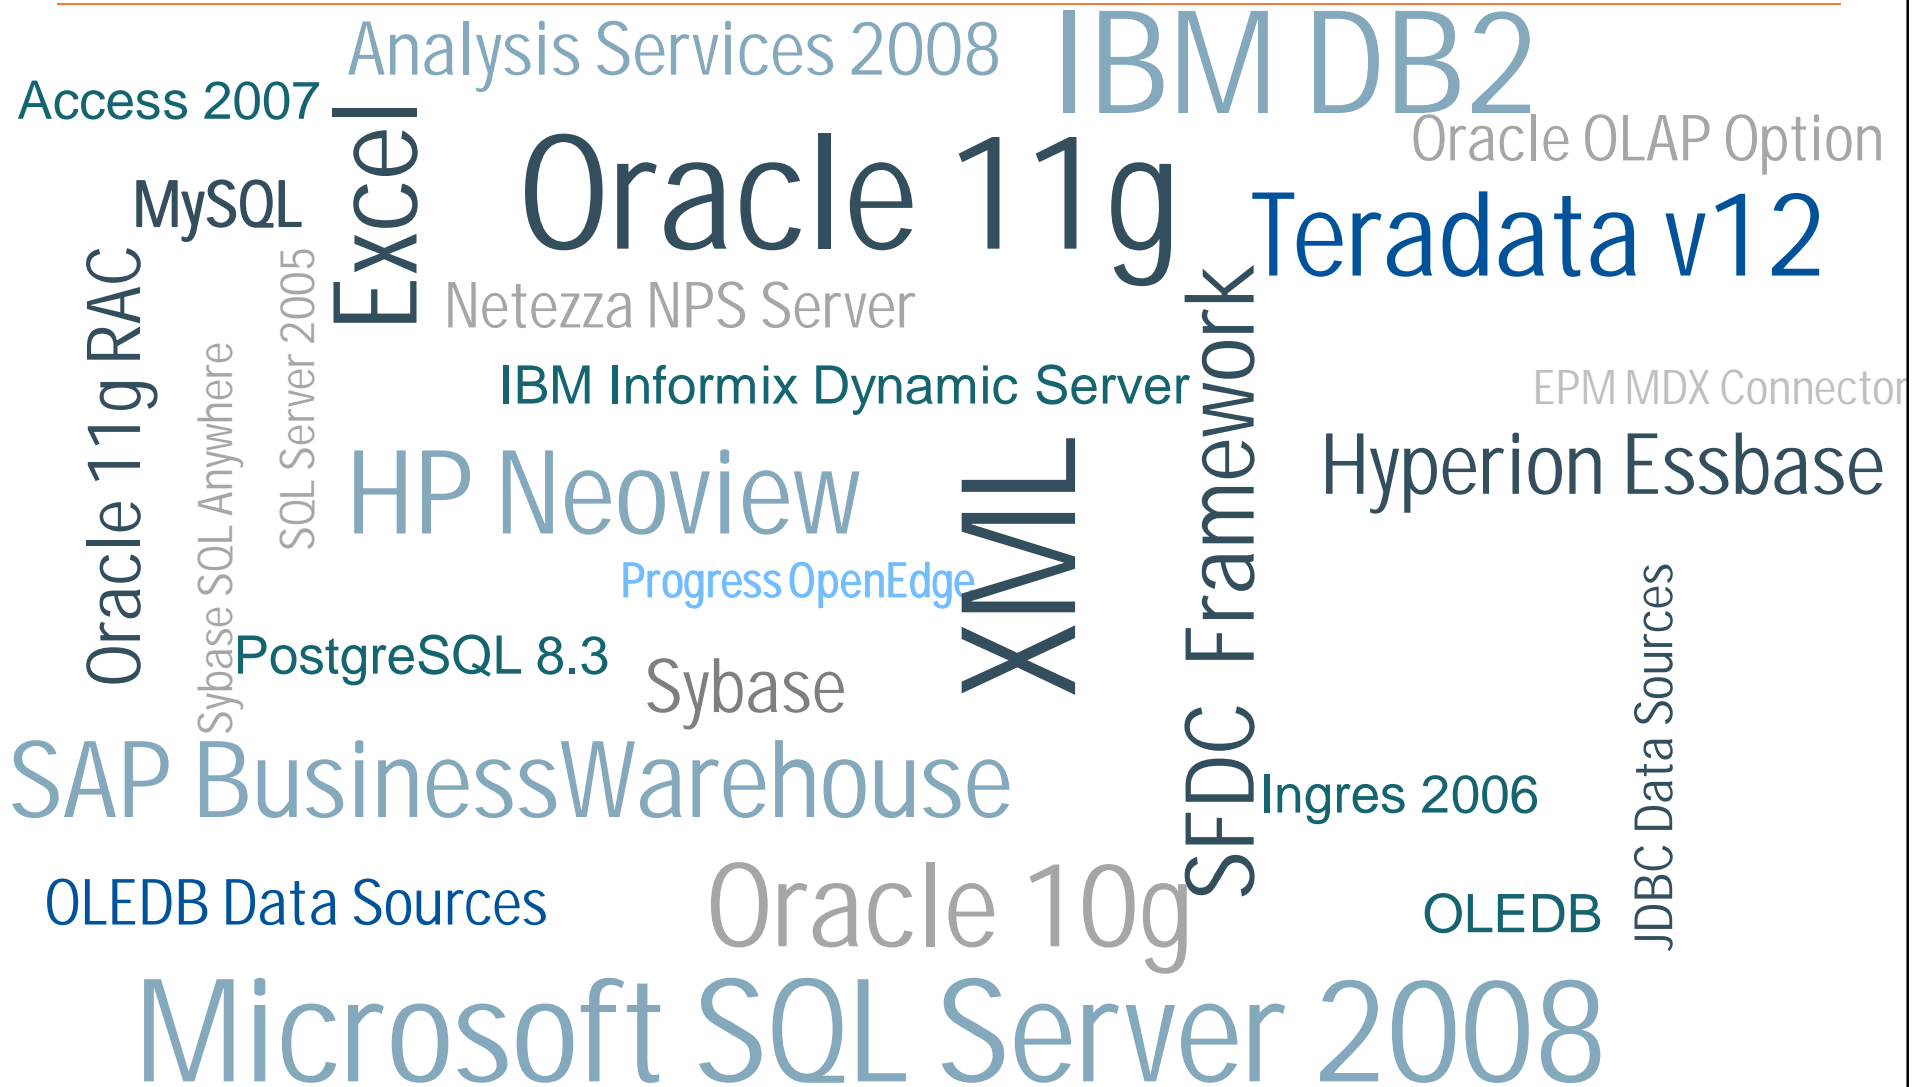 Analysis Services 2008
IBM DB2
Access 2007
Excel
Oracle OLAP Option
Oracle 11g
MySQL
Teradata v12
Oracle 11g RAC
SQL Server 2005
Netezza NPS Server
Sybase SQL Anywhere
IBM Informix Dynamic Server
SFDC Framework
EPM MDX Connector
Hyperion Essbase
HP Neoview
XML
Progress OpenEdge
PostgreSQL 8.3
Sybase
JDBC Data Sources
SAP BusinessWarehouse
Ingres 2006
OLEDB Data Sources
Oracle 10g
OLEDB
Microsoft SQL Server 2008